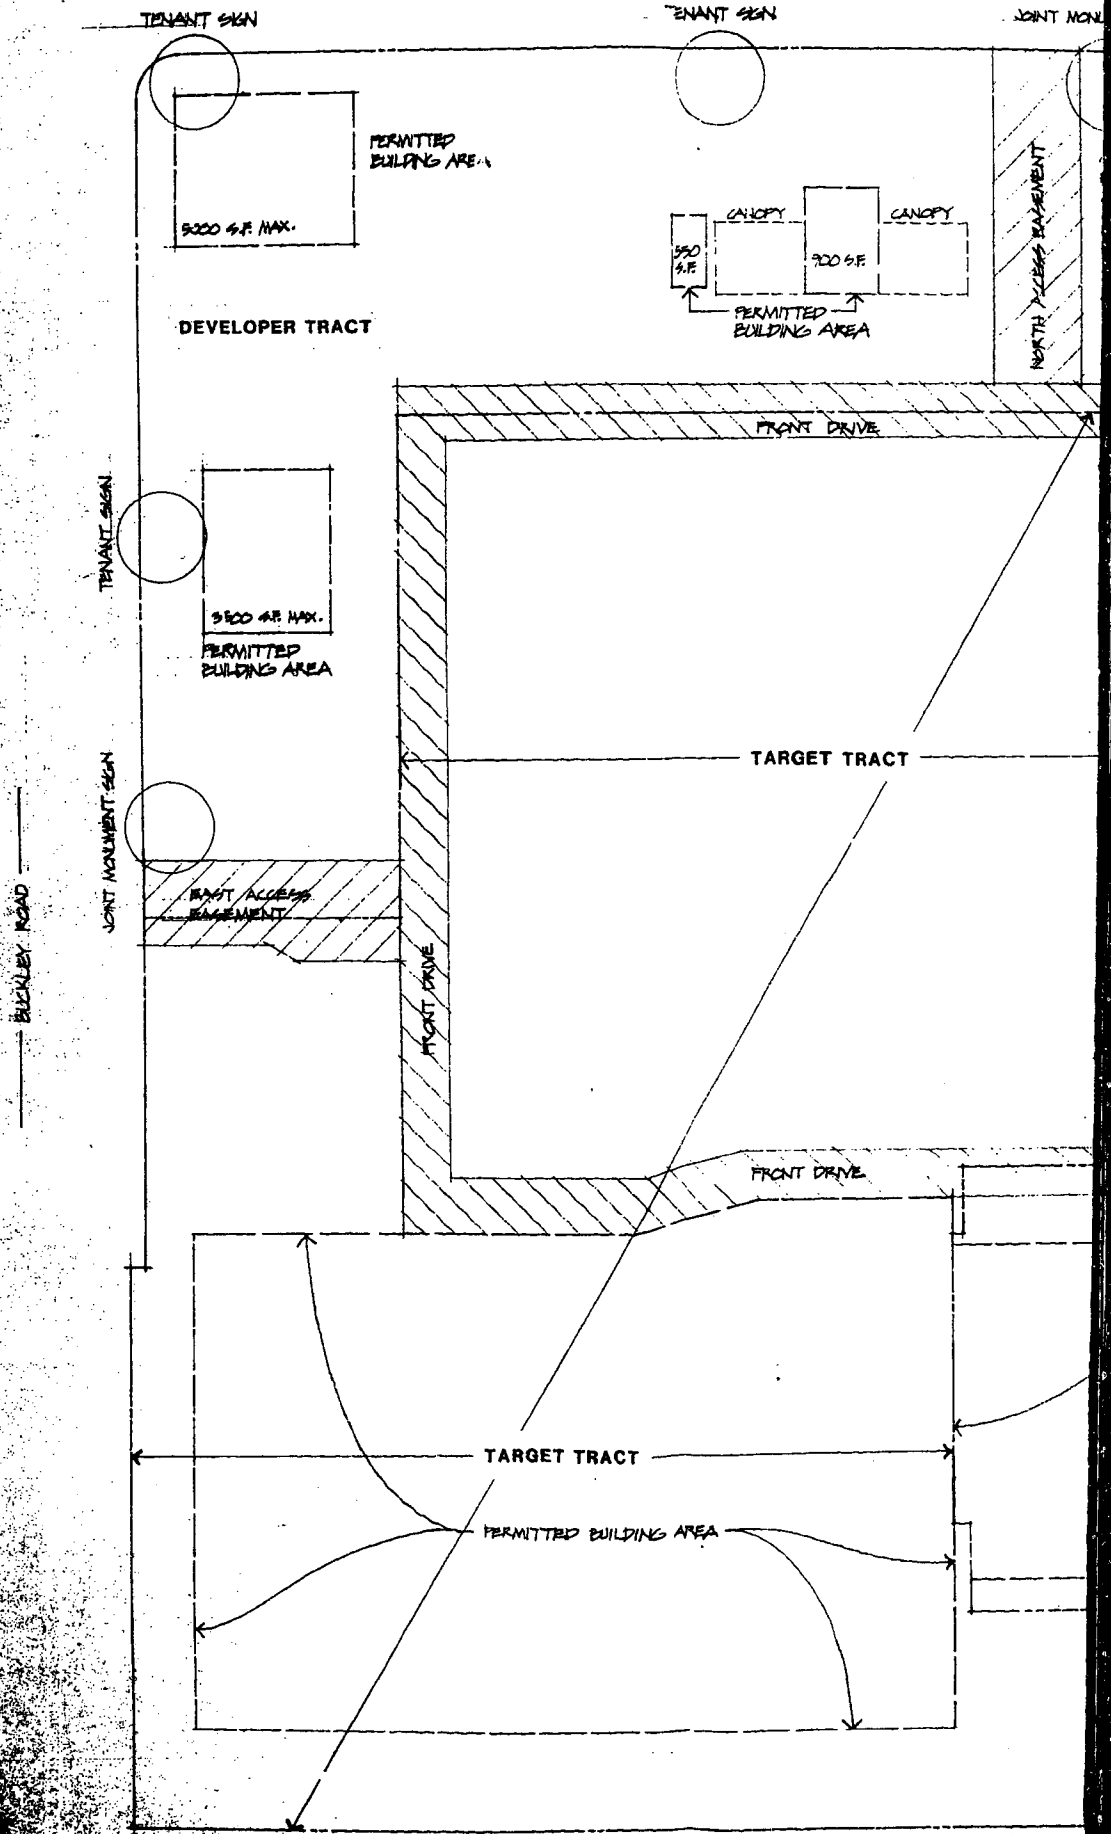 TENANT SIGN
TENANT SIGN
JOINT MONU
PERMITTED
BUILDING AREA
5000 S.F. MAX.
CANOPY
CANOPY
550
S.F.
900 S.F.
PERMITTED
BUILDING AREA
NORTH ACCESS EASEMENT
DEVELOPER TRACT
FRONT DRIVE
TENANT SIGN
3500 S.F. MAX.
PERMITTED
BUILDING AREA
TARGET TRACT
JOINT MONUMENT SIGN
BUCKLEY ROAD
EAST ACCESS
EASEMENT
FRONT DRIVE
FRONT DRIVE
TARGET TRACT
PERMITTED BUILDING AREA